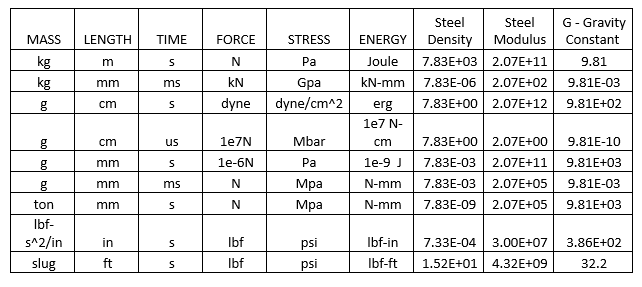 MASS LENGTH TIME FORCE STRESS ENERGY Steel Density Steel Modulus G - Gravity Constant
kg m s N Pa Joule 7.83E+03 2.07E+11 9.81
kg mm ms kN Gpa kN-mm 7.83E-06 2.07E+02 9.81E-03
g cm s dyne dyne/cm^2 erg 7.83E+00 2.07E+12 9.81E+02
g cm us 1e7N Mbar 1e7 N-cm 7.83E+00 2.07E+00 9.81E-10
g mm s 1e-6N Pa 1e-9 J 7.83E-03 2.07E+11 9.81E+03
g mm ms N Mpa N-mm 7.83E-03 2.07E+05 9.81E-03
ton mm s N Mpa N-mm 7.83E-09 2.07E+05 9.81E+03
lbf-s^2/in in s lbf psi lbf-in 7.33E-04 3.00E+07 3.86E+02
slug ft s lbf psi lbf-ft 1.52E+01 4.32E+09 32.2